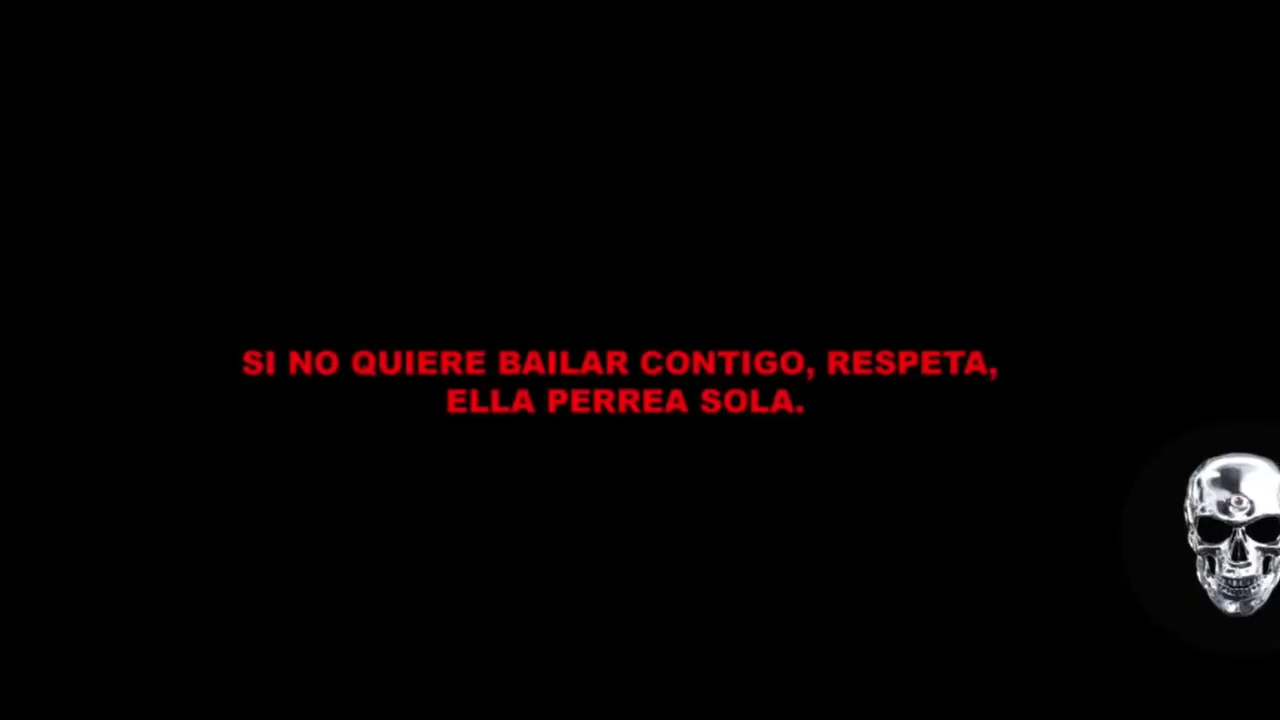 SI NO QUIERE BAILAR CONTIGO, RESPETA,
ELLA PERREA SOLA.